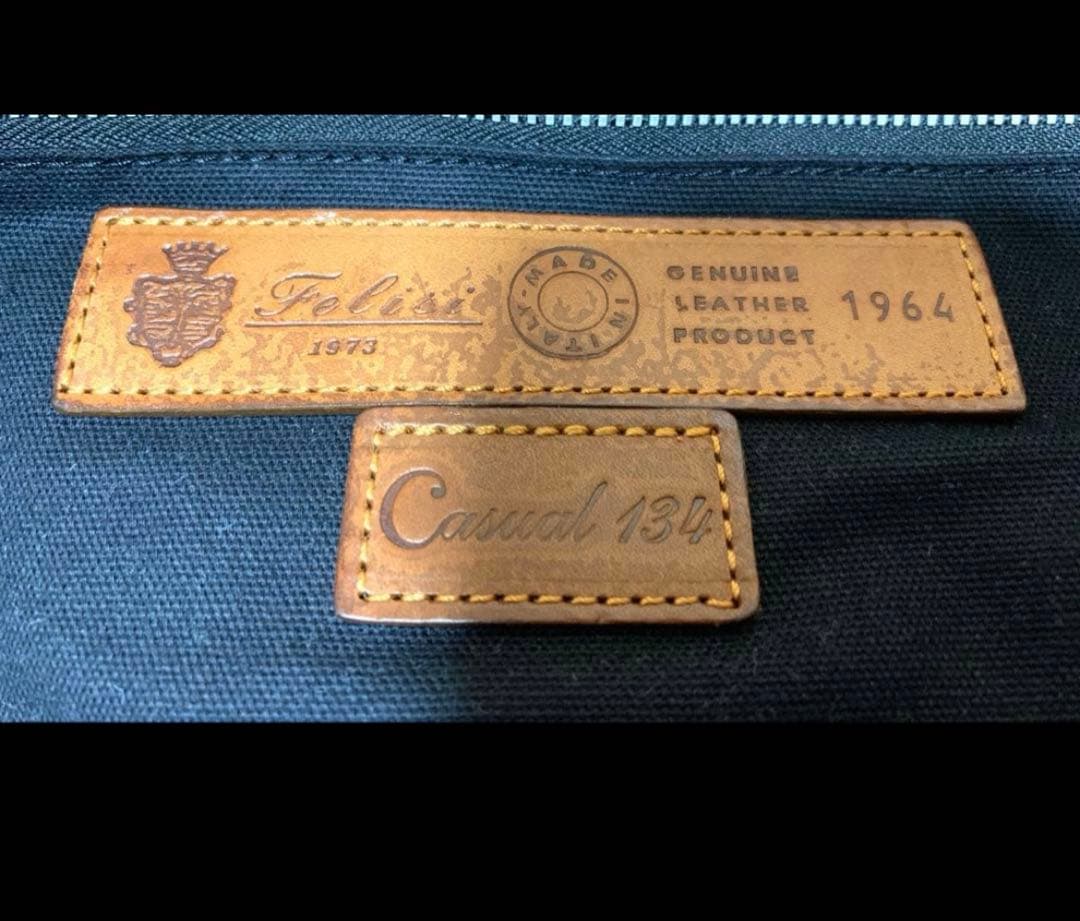 Felisi
1973
MADE IN ITALY
GENUINE
LEATHER
PRODUCT
1964
Casual 134